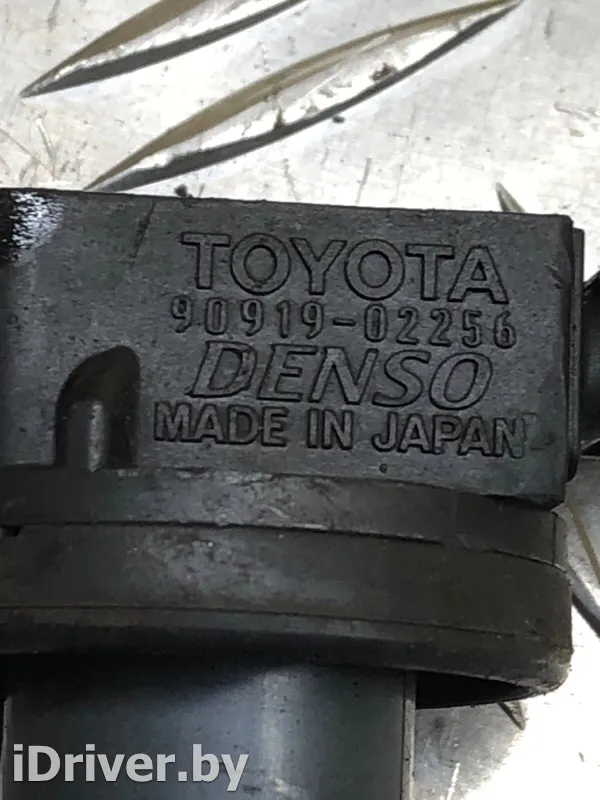 TOYOTA
90919-02256
DENSO
MADE IN JAPAN
iDriver.by